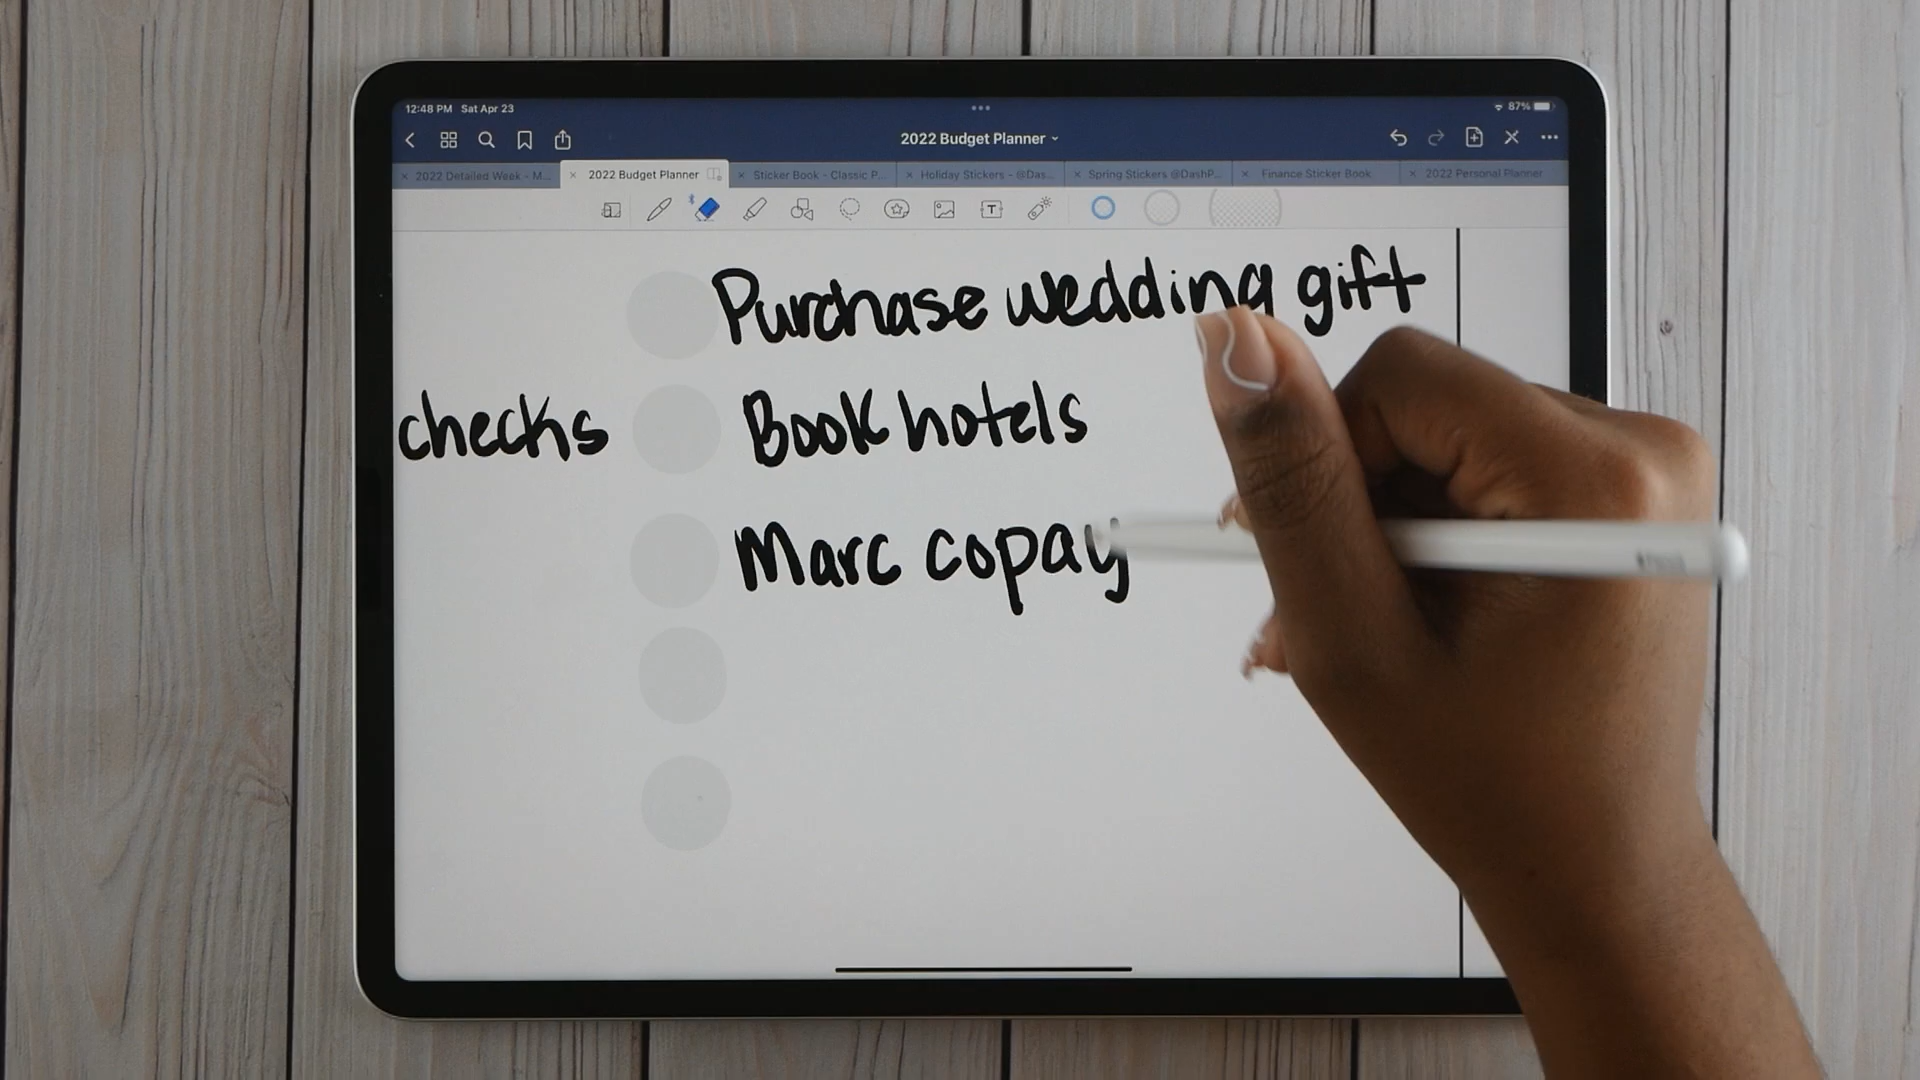 12:48 PM Sat Apr 23
87%
2022 Budget Planner
2022 Detailed Week - M...
2022 Budget Planner
Sticker Book - Classic P...
Holiday Stickers - @Das...
Spring Stickers @DashP...
Finance Sticker Book
2022 Personal Planner
T
Purchase wedding gift
checks Book hotels
Marc copay